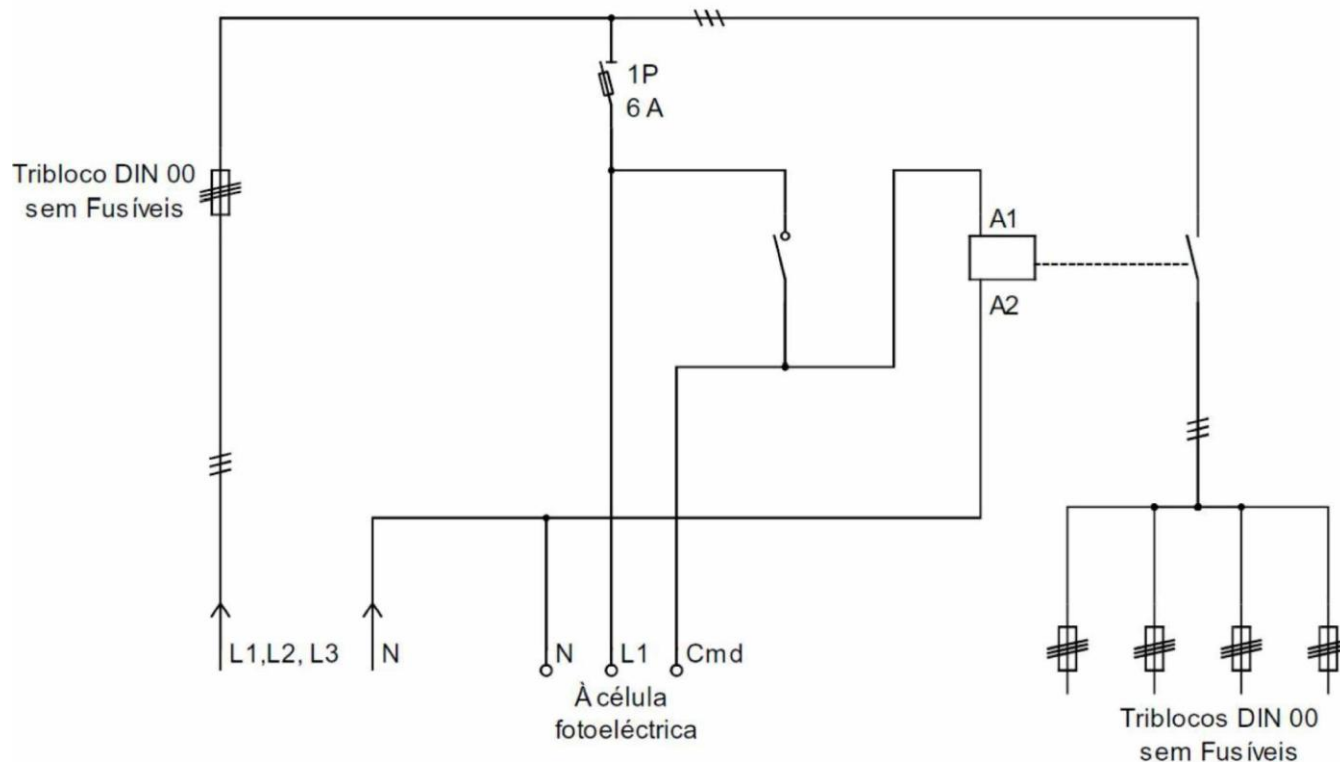 1P
6 A
Tribloco DIN 00
sem Fusíveis
A1
A2
L1,L2, L3
N
N
L1
Cmd
À célula
fotoeléctrica
Triblocos DIN 00
sem Fusíveis